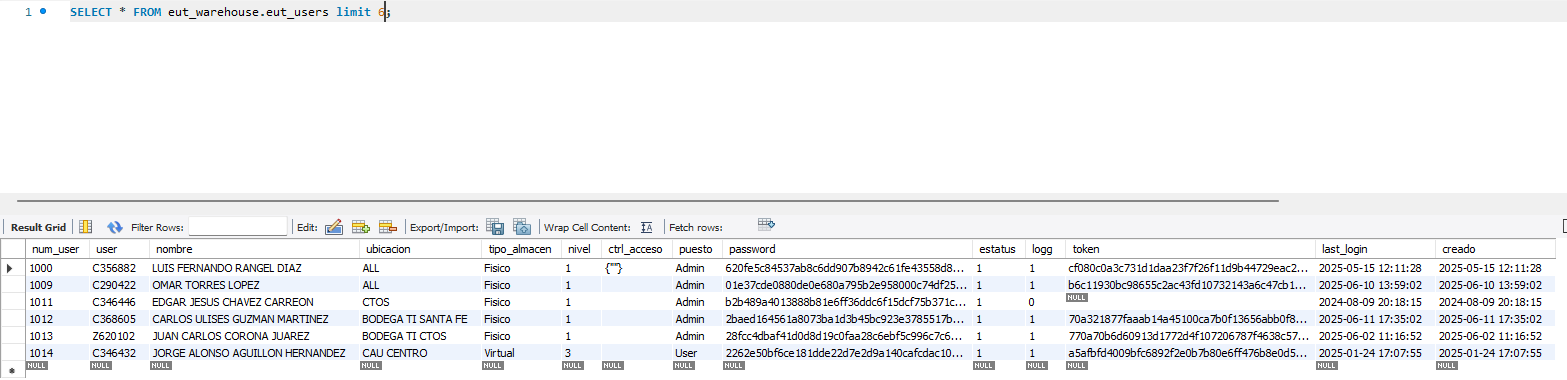 1 SELECT * FROM eut_warehouse.eut_users limit 6;
Result Grid Filter Rows: Edit: Export/Import: Wrap Cell Content: Fetch rows:
num_user user nombre ubicacion tipo_almacen nivel ctrl_acceso puesto password estatus logg token last_login creado
1000 C356882 LUIS FERNANDO RANGEL DIAZ ALL Fisico 1 {""} Admin 620fe5c84537ab8c6dd907b8942c61fe43558d8... 1 1 cf080c0a3c731d1daa23f7f26f11d9b44729eac2... 2025-05-15 12:11:28 2025-05-15 12:11:28
1009 C290422 OMAR TORRES LOPEZ ALL Fisico 1 Admin 01e37cde0880de0e680a795b2e958000c74df25... 1 1 b6c11930bc98655c2ac43fd10732143a6c47cb1... 2025-06-10 13:59:02 2025-06-10 13:59:02
1011 C346446 EDGAR JESUS CHAVEZ CARREON CTOS Fisico 1 Admin b2b489a4013888b81e6ff36ddc6f15dcf75b371c... 1 0 NULL 2024-08-09 20:18:15 2024-08-09 20:18:15
1012 C368605 CARLOS ULISES GUZMAN MARTINEZ BODEGA TI SANTA FE Fisico 1 Admin 2baed164561a8073ba1d3b45bc923e3785517b... 1 1 70a321877faaab14a45100ca7b0f13656abb0f8... 2025-06-11 17:35:02 2025-06-11 17:35:02
1013 Z620102 JUAN CARLOS CORONA JUAREZ BODEGA TI CTOS Fisico 1 Admin 28fcc4dbaf41d0d8d19c0faa28c6ebf5c996c7c6... 1 1 770a70b6d60913d1772d4f107206787f4638c57... 2025-06-02 11:16:52 2025-06-02 11:16:52
1014 C346432 JORGE ALONSO AGUILLON HERNANDEZ CAU CENTRO Virtual 3 User 2262e50bf6ce181dde22d7e2d9a140cafcdac10... 1 1 a5afbfd4009bfc6892f2e0b7b80e6ff476b8e0d5... 2025-01-24 17:07:55 2025-01-24 17:07:55
NULL NULL NULL NULL NULL NULL NULL NULL NULL NULL NULL NULL NULL NULL